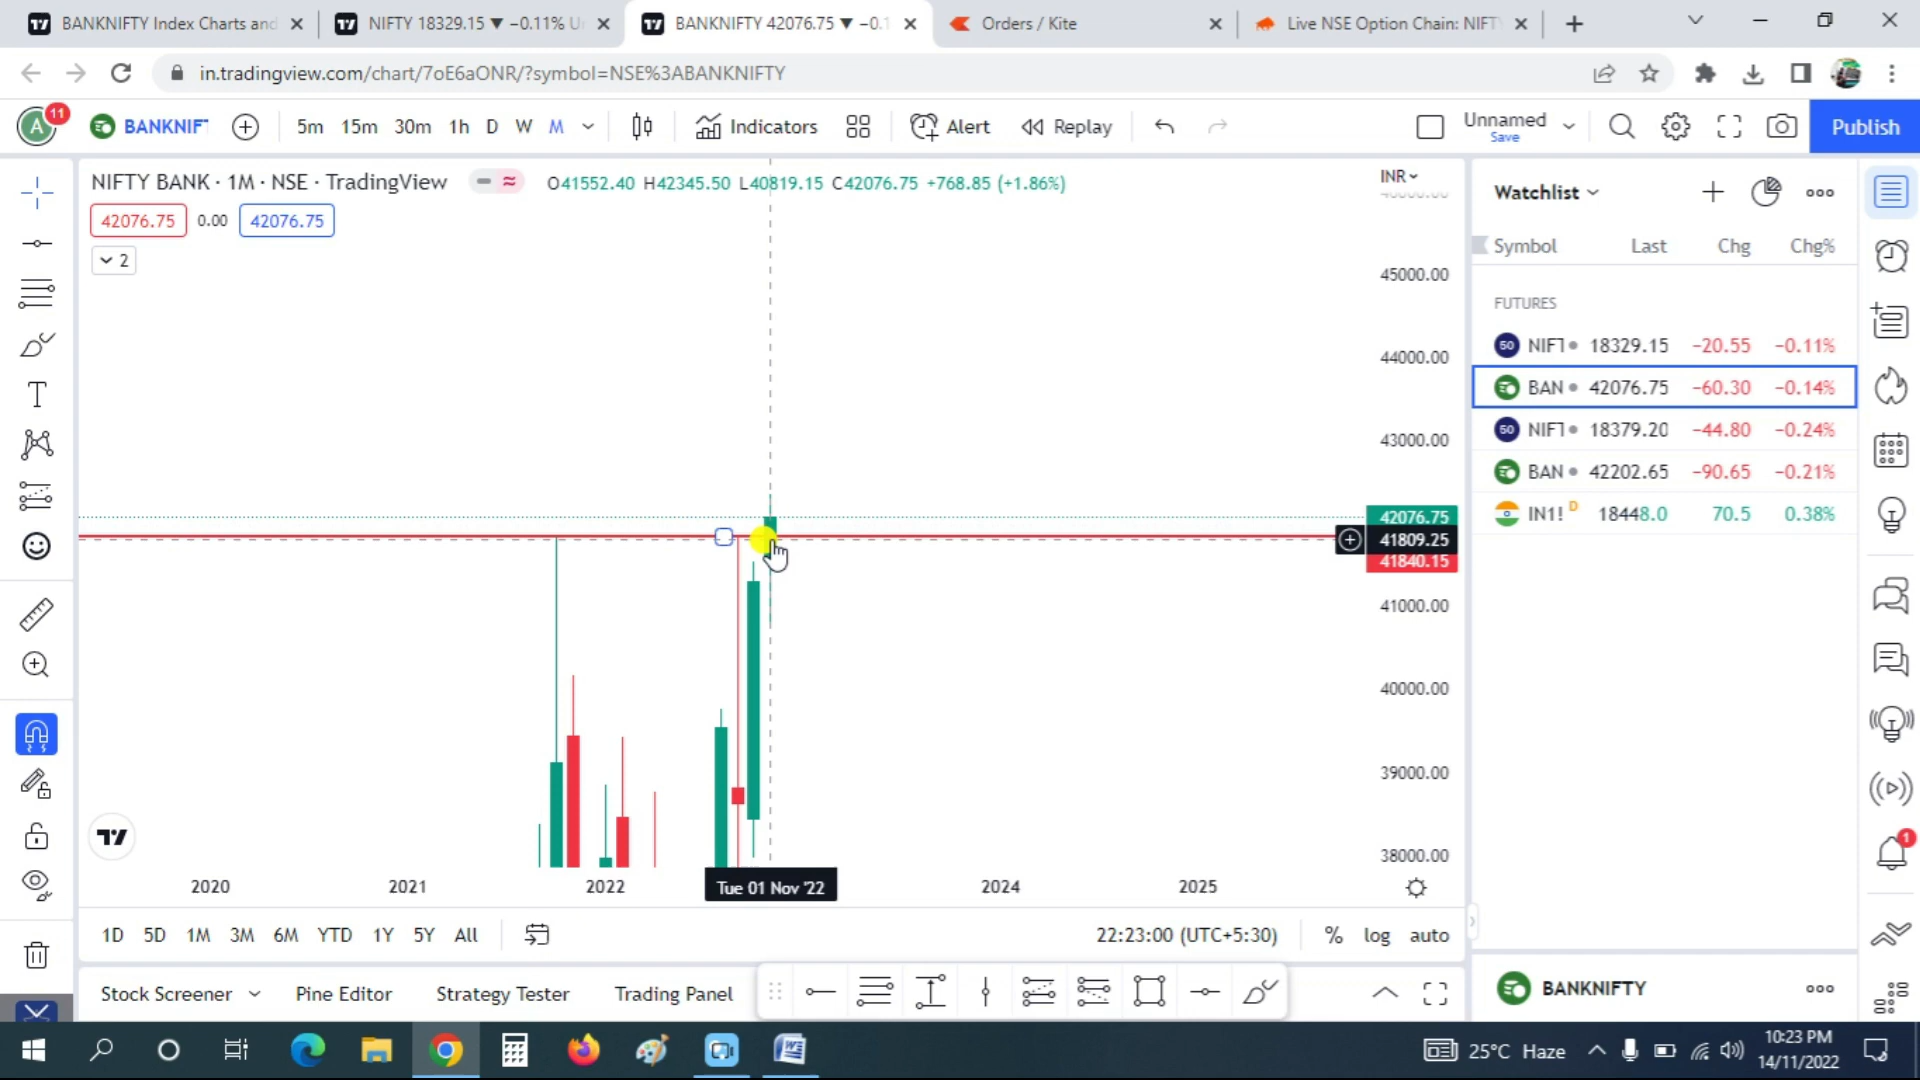 BANKNIFTY Index Charts and
NIFTY 18329.15 ▼ −0.11% U
BANKNIFTY 42076.75 ▼ −0.1
Orders / Kite
Live NSE Option Chain: NIFT
in.tradingview.com/chart/7oE6aONR/?symbol=NSE%3ABANKNIFTY
A 11
BANKNIF
5m 15m 30m 1h D W M
Indicators
Alert
Replay
Unnamed
Save
Publish
NIFTY BANK · 1M · NSE · TradingView
O41552.40 H42345.50 L40819.15 C42076.75 +768.85 (+1.86%)
INR
42076.75 0.00 42076.75
2
45000.00
44000.00
43000.00
42076.75
41809.25
41840.15
41000.00
40000.00
39000.00
38000.00
2020 2021 2022 Tue 01 Nov '22 2024 2025
1D 5D 1M 3M 6M YTD 1Y 5Y All
22:23:00 (UTC+5:30) % log auto
Stock Screener Pine Editor Strategy Tester Trading Panel
Watchlist
Symbol Last Chg Chg%
FUTURES
50 NIFT 18329.15 −20.55 −0.11%
BAN 42076.75 −60.30 −0.14%
50 NIFT 18379.20 −44.80 −0.24%
BAN 42202.65 −90.65 −0.21%
IN1! D 18448.0 70.5 0.38%
1
BANKNIFTY
25°C Haze
10:23 PM
14/11/2022